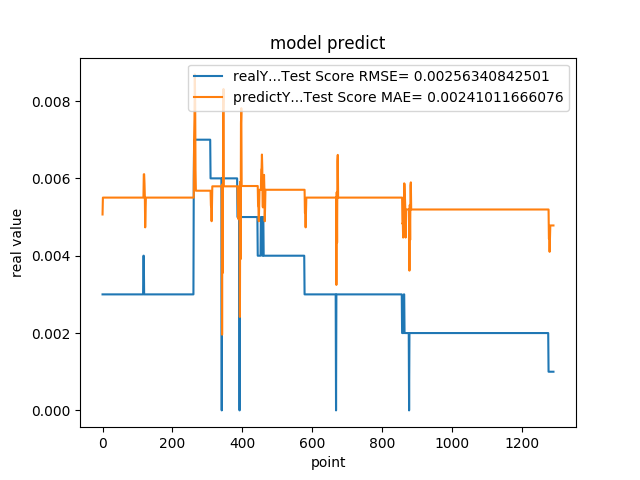 model predict
realY...Test Score RMSE= 0.00256340842501
predictY...Test Score MAE= 0.00241011666076
0.008
0.006
0.004
0.002
0.000
real value
0 200 400 600 800 1000 1200
point